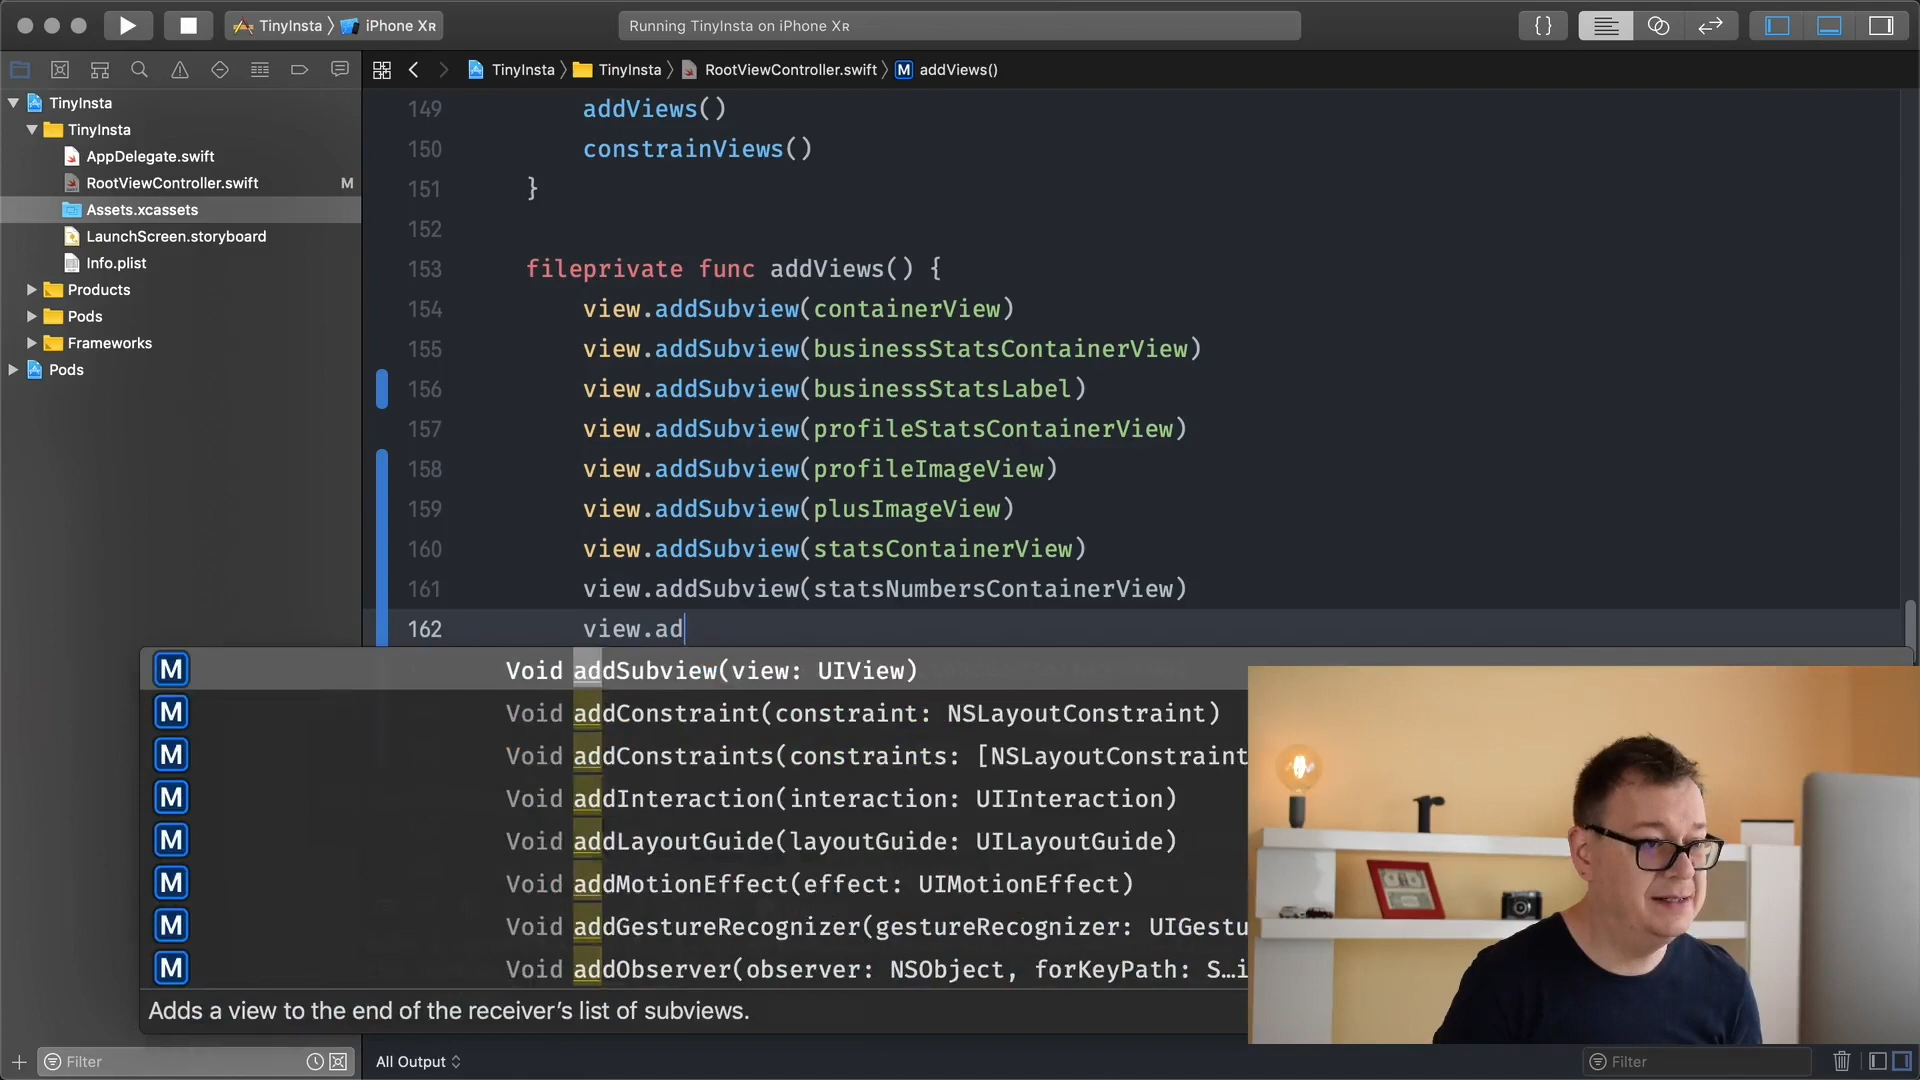 TinyInsta
iPhone XR
Running TinyInsta on iPhone XR
{}
TinyInsta
TinyInsta
RootViewController.swift
M
addViews()
TinyInsta
TinyInsta
AppDelegate.swift
RootViewController.swift
M
Assets.xcassets
LaunchScreen.storyboard
Info.plist
Products
Pods
Frameworks
Pods
149 addViews()
150 constrainViews()
151 }
152
153 fileprivate func addViews() {
154 view.addSubview(containerView)
155 view.addSubview(businessStatsContainerView)
156 view.addSubview(businessStatsLabel)
157 view.addSubview(profileStatsContainerView)
158 view.addSubview(profileImageView)
159 view.addSubview(plusImageView)
160 view.addSubview(statsContainerView)
161 view.addSubview(statsNumbersContainerView)
162 view.ad
M Void addSubview(view: UIView)
M Void addConstraint(constraint: NSLayoutConstraint)
M Void addConstraints(constraints: [NSLayoutConstraint
M Void addInteraction(interaction: UIInteraction)
M Void addLayoutGuide(layoutGuide: UILayoutGuide)
M Void addMotionEffect(effect: UIMotionEffect)
M Void addGestureRecognizer(gestureRecognizer: UIGestu
M Void addObserver(observer: NSObject, forKeyPath: S…i
Adds a view to the end of the receiver’s list of subviews.
Filter
All Output
Filter